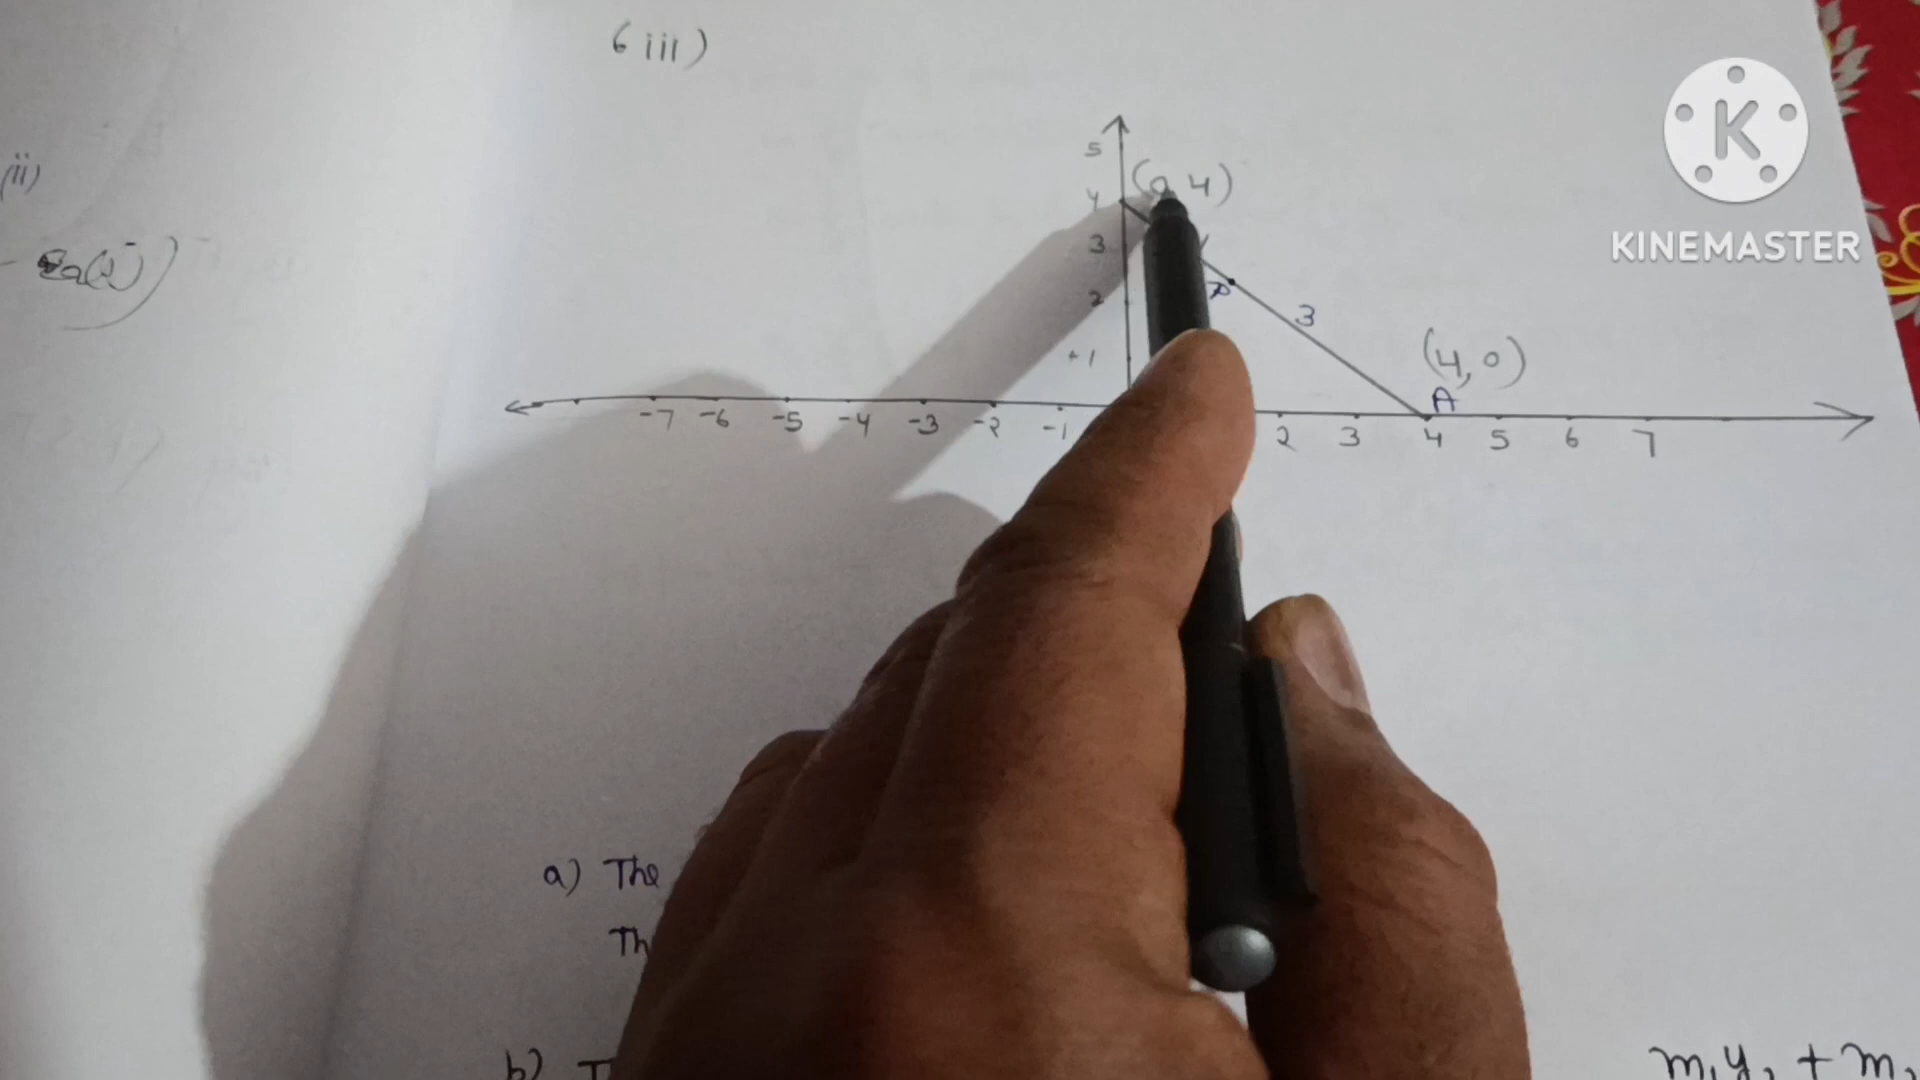 6 iii)
(ii)
5
(0,4)
4
3
2
P
3
1
(4,0)
A
-7 -6 -5 -4 -3 -2 -1 2 3 4 5 6 7
a) The
b)
KINEMASTER